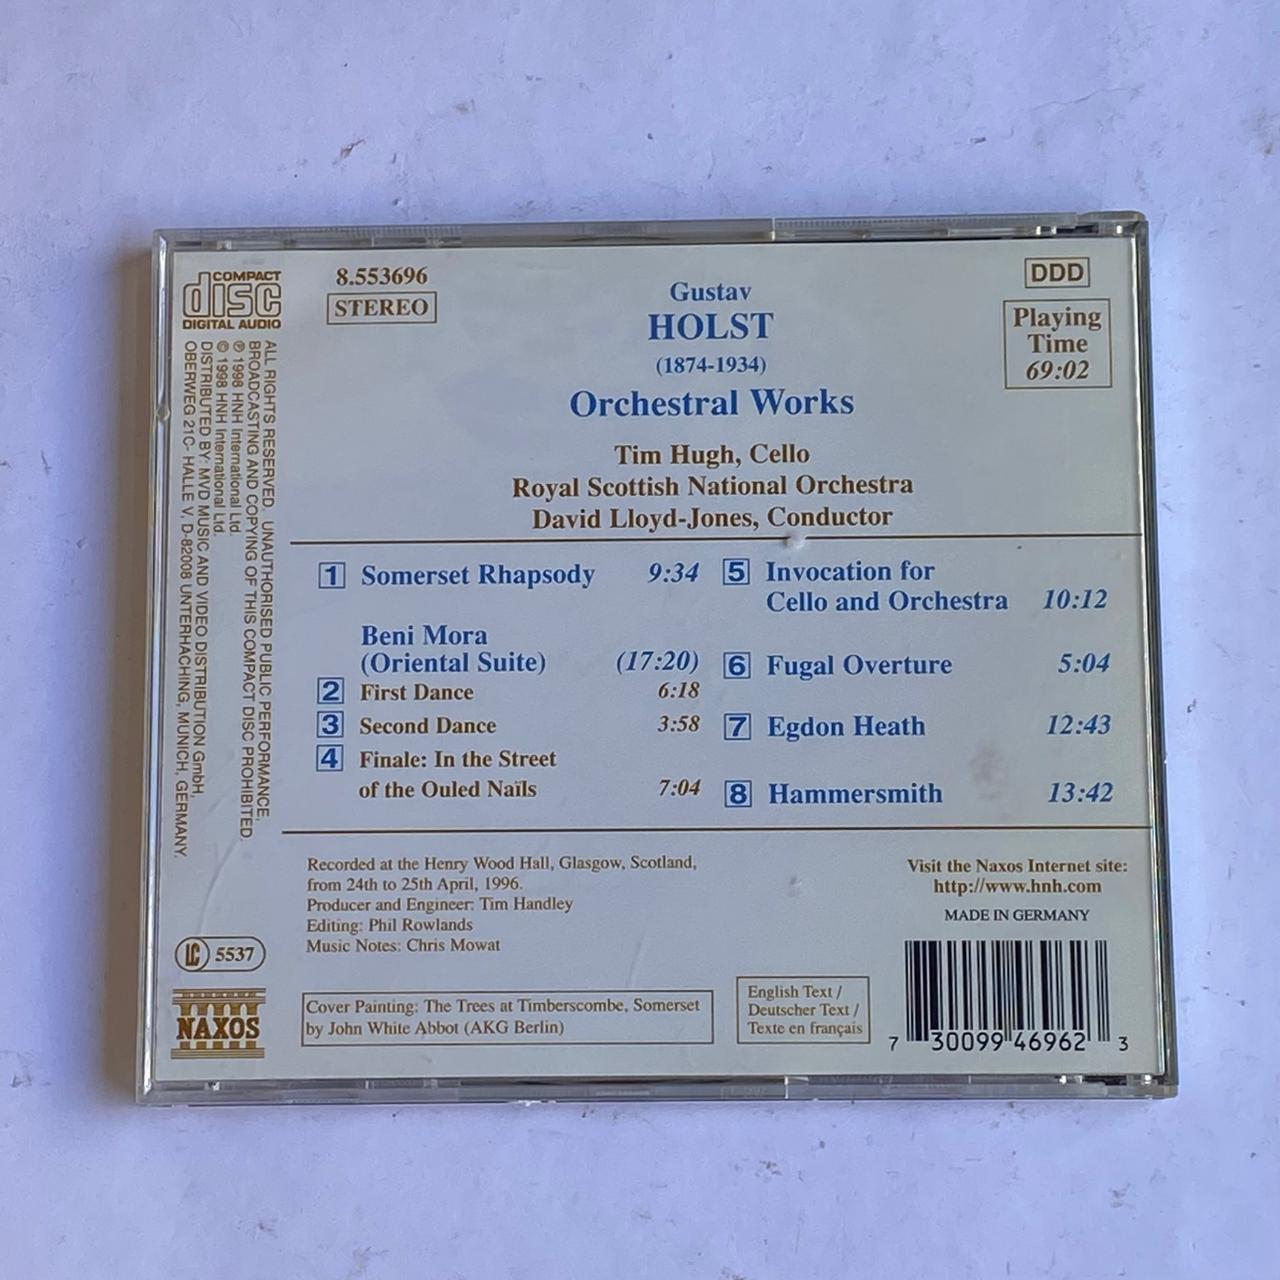 COMPACT
disc
DIGITAL AUDIO
8.553696
STEREO
Gustav
HOLST
(1874-1934)
Orchestral Works
DDD
Playing
Time
69:02
Tim Hugh, Cello
Royal Scottish National Orchestra
David Lloyd-Jones, Conductor
ALL RIGHTS RESERVED. UNAUTHORISED PUBLIC PERFORMANCE,
BROADCASTING AND COPYING OF THIS COMPACT DISC PROHIBITED.
℗ 1998 HNH International Ltd.
© 1998 HNH International Ltd.
DISTRIBUTED BY: MVD MUSIC AND VIDEO DISTRIBUTION GmbH,
OBERWEG 21C- HALLE V, D-82008 UNTERHACHING, MUNICH, GERMANY.
1 Somerset Rhapsody 9:34
Beni Mora
(Oriental Suite) (17:20)
2 First Dance 6:18
3 Second Dance 3:58
4 Finale: In the Street
of the Ouled Naïls 7:04
5 Invocation for
Cello and Orchestra 10:12
6 Fugal Overture 5:04
7 Egdon Heath 12:43
8 Hammersmith 13:42
Recorded at the Henry Wood Hall, Glasgow, Scotland,
from 24th to 25th April, 1996.
Producer and Engineer: Tim Handley
Editing: Phil Rowlands
Music Notes: Chris Mowat
Visit the Naxos Internet site:
http://www.hnh.com
MADE IN GERMANY
LC 5537
NAXOS
Cover Painting: The Trees at Timberscombe, Somerset
by John White Abbot (AKG Berlin)
English Text /
Deutscher Text /
Texte en français
7 30099 46962 3